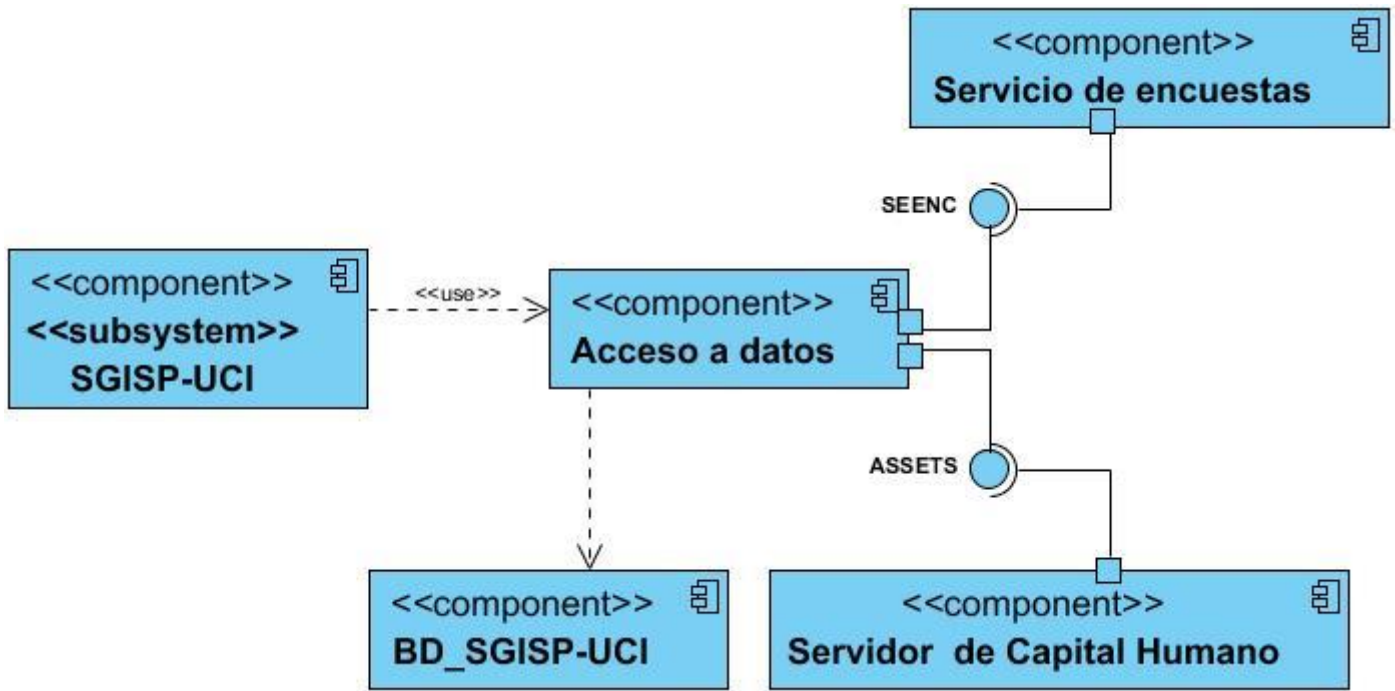 <<component>>
Servicio de encuestas
SEENC
<<component>>
<<subsystem>>
SGISP-UCI
<<use>>
<<component>>
Acceso a datos
ASSETS
<<component>>
BD_SGISP-UCI
<<component>>
Servidor de Capital Humano